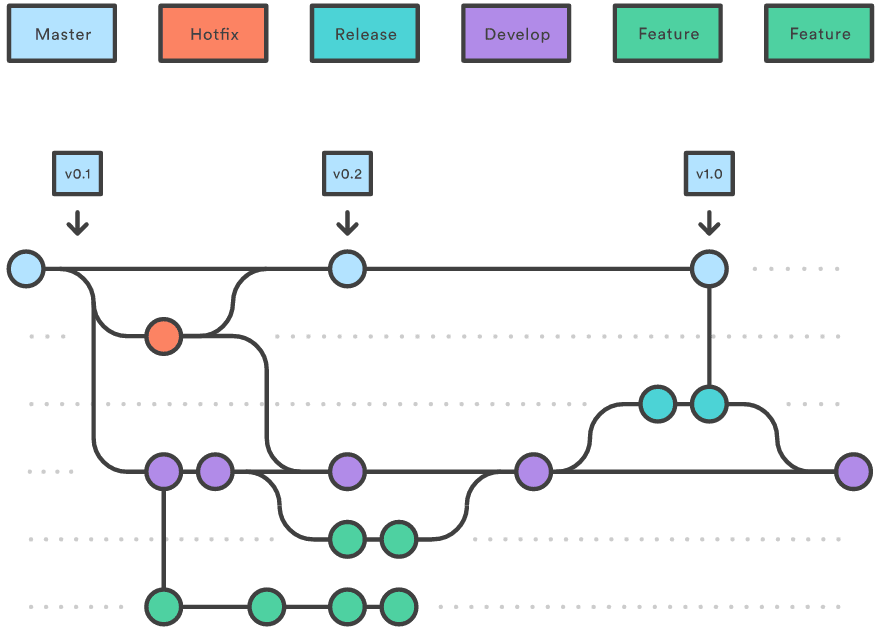 Master
Hotfix
Release
Develop
Feature
Feature
v0.1
v0.2
v1.0